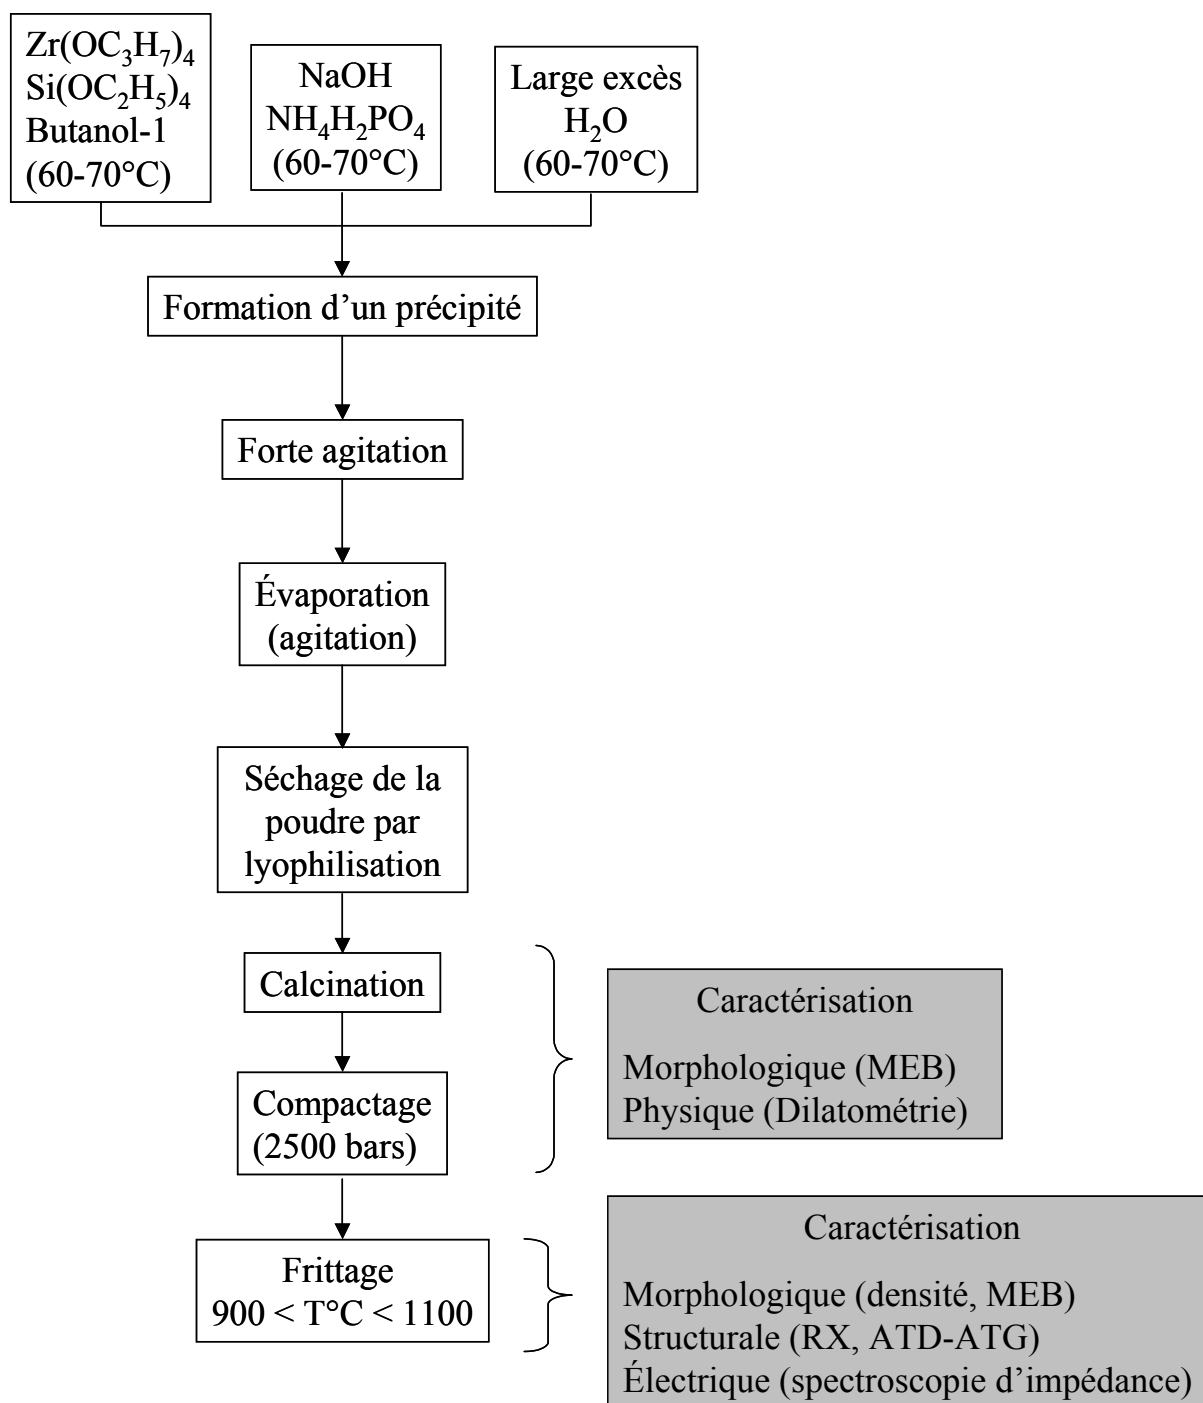 Zr(OC₃H₇)₄
Si(OC₂H₅)₄
Butanol-1
(60-70°C)
NaOH
NH₄H₂PO₄
(60-70°C)
Large excès
H₂O
(60-70°C)
Formation d’un précipité
Forte agitation
Évaporation
(agitation)
Séchage de la
poudre par
lyophilisation
Calcination
Compactage
(2500 bars)
Caractérisation
Morphologique (MEB)
Physique (Dilatométrie)
Frittage
900 < T°C < 1100
Caractérisation
Morphologique (densité, MEB)
Structurale (RX, ATD-ATG)
Électrique (spectroscopie d’impédance)